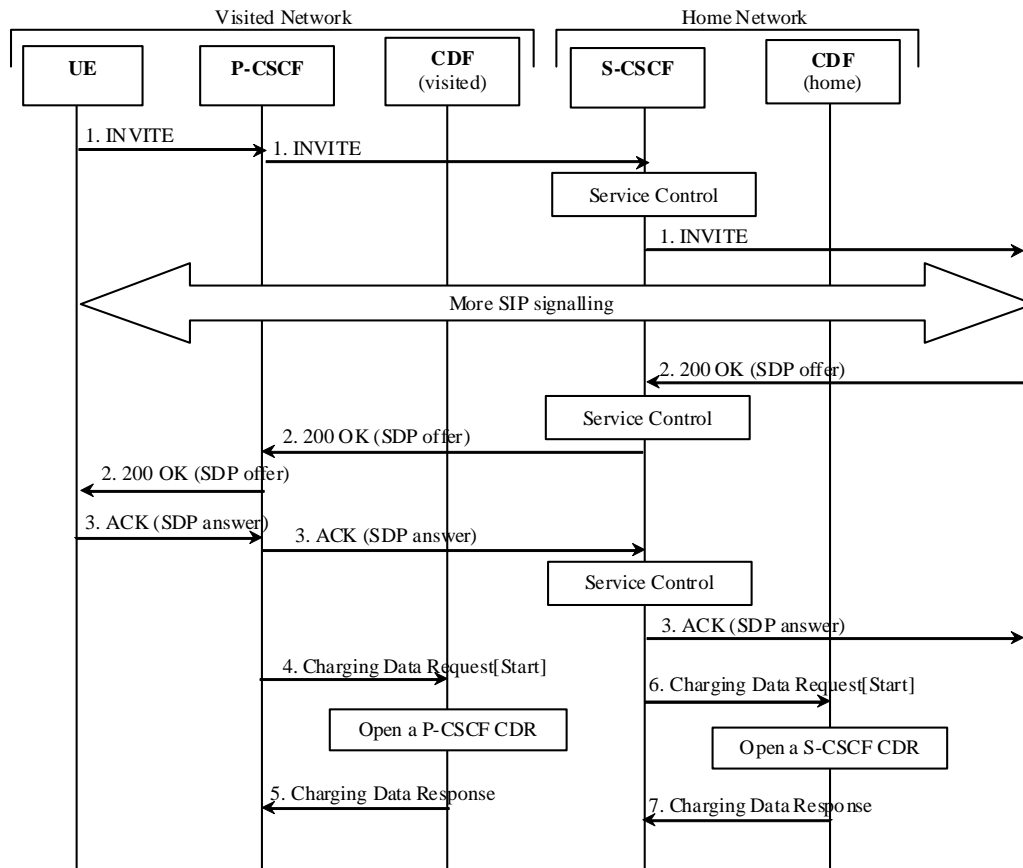 Visited Network
Home Network
UE
P-CSCF
CDF
(visited)
S-CSCF
CDF
(home)
1. INVITE
1. INVITE
Service Control
1. INVITE
More SIP signalling
2. 200 OK (SDP offer)
Service Control
2. 200 OK (SDP offer)
2. 200 OK (SDP offer)
3. ACK (SDP answer)
3. ACK (SDP answer)
Service Control
3. ACK (SDP answer)
4. Charging Data Request[Start]
6. Charging Data Request[Start]
Open a P-CSCF CDR
Open a S-CSCF CDR
5. Charging Data Response
7. Charging Data Response